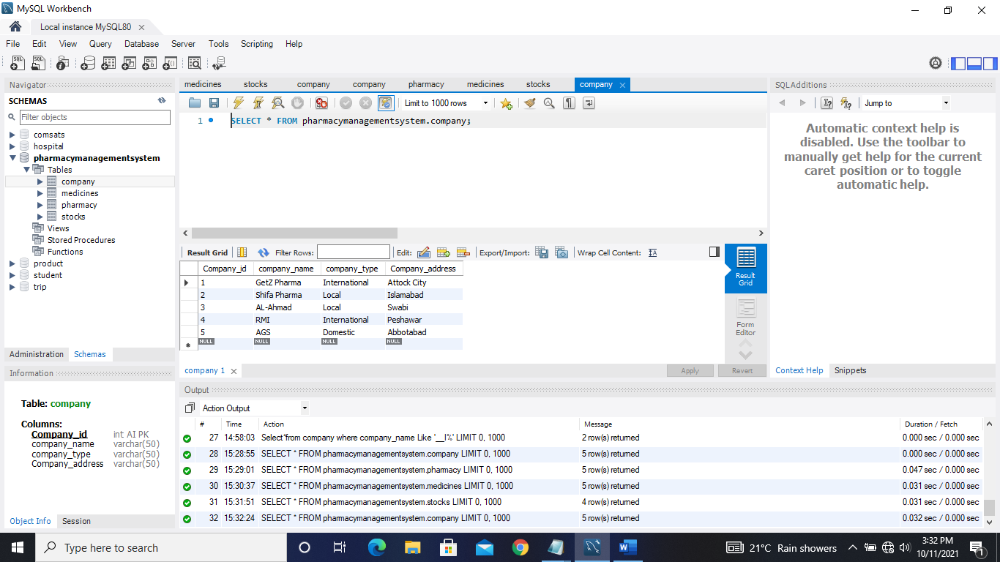 MySQL Workbench
Local instance MySQL80
File Edit View Query Database Server Tools Scripting Help
Navigator
SCHEMAS
Filter objects
comsats
hospital
pharmacymanagementsystem
Tables
company
medicines
pharmacy
stocks
Views
Stored Procedures
Functions
product
student
trip
Administration Schemas
Information
Table: company
Columns:
Company_id int AI PK
company_name varchar(50)
company_type varchar(50)
Company_address varchar(50)
Object Info Session
medicines stocks company company pharmacy medicines stocks company
Limit to 1000 rows
1 SELECT * FROM pharmacymanagementsystem.company;
Result Grid Filter Rows: Edit: Export/Import: Wrap Cell Content:
Company_id company_name company_type Company_address
1 GetZ Pharma International Attock City
2 Shifa Pharma Local Islamabad
3 AL-Ahmad Local Swabi
4 RMI International Peshawar
5 AGS Domestic Abbotabad
NULL NULL NULL NULL
Result
Grid
Form
Editor
company 1 Apply Revert
SQLAdditions
Jump to
Automatic context help is
disabled. Use the toolbar to
manually get help for the current
caret position or to toggle
automatic help.
Context Help Snippets
Output
Action Output
# Time Action Message Duration / Fetch
27 14:58:03 Select*from company where company_name Like '__I%' LIMIT 0, 1000 2 row(s) returned 0.000 sec / 0.000 sec
28 15:28:55 SELECT * FROM pharmacymanagementsystem.company LIMIT 0, 1000 5 row(s) returned 0.000 sec / 0.000 sec
29 15:29:01 SELECT * FROM pharmacymanagementsystem.pharmacy LIMIT 0, 1000 5 row(s) returned 0.047 sec / 0.000 sec
30 15:30:37 SELECT * FROM pharmacymanagementsystem.medicines LIMIT 0, 1000 5 row(s) returned 0.031 sec / 0.000 sec
31 15:31:51 SELECT * FROM pharmacymanagementsystem.stocks LIMIT 0, 1000 4 row(s) returned 0.031 sec / 0.000 sec
32 15:32:24 SELECT * FROM pharmacymanagementsystem.company LIMIT 0, 1000 5 row(s) returned 0.032 sec / 0.000 sec
Type here to search
21°C Rain showers
3:32 PM
10/11/2021
1